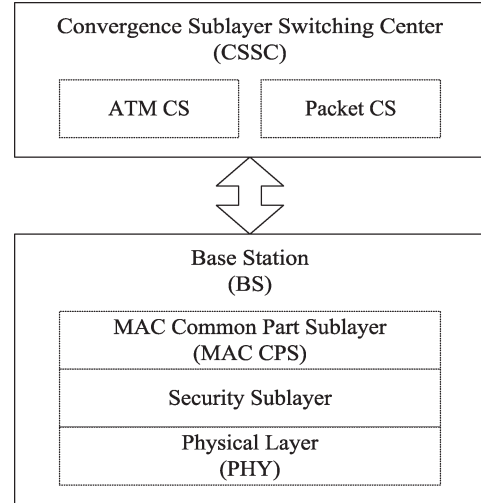 Convergence Sublayer Switching Center
(CSSC)
ATM CS
Packet CS
Base Station
(BS)
MAC Common Part Sublayer
(MAC CPS)
Security Sublayer
Physical Layer
(PHY)